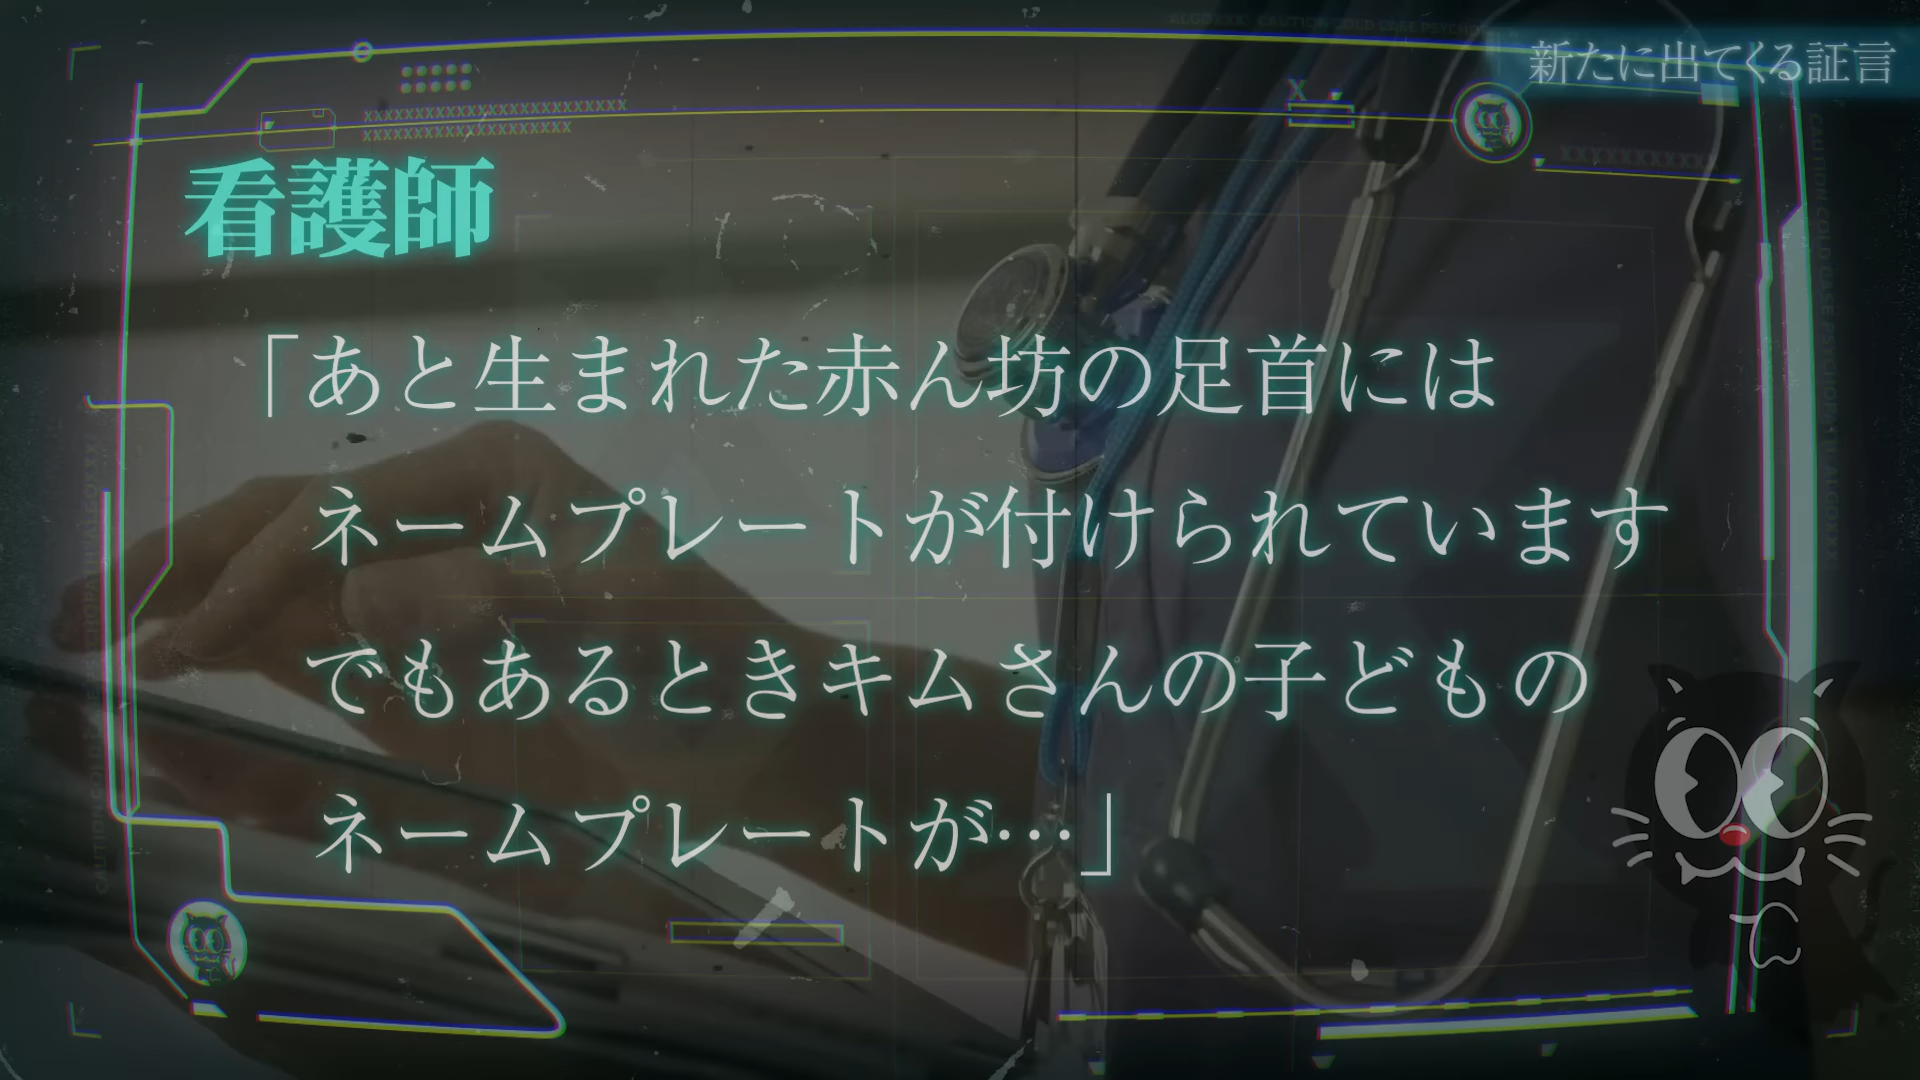 新たに出てくる証言
看護師
「あと生まれた赤ん坊の足首には
ネームプレートが付けられています
でもあるときキムさんの子どもの
ネームプレートが…」